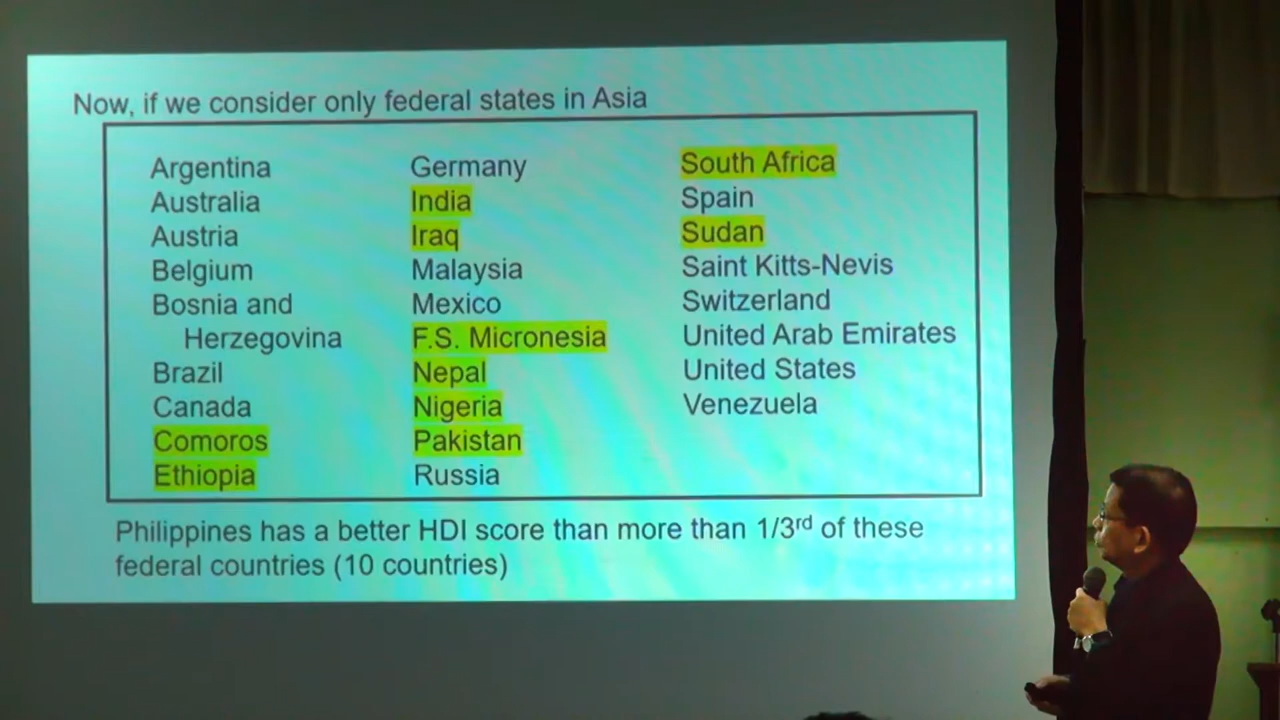 Now, if we consider only federal states in Asia
Argentina
Australia
Austria
Belgium
Bosnia and
Herzegovina
Brazil
Canada
Comoros
Ethiopia
Germany
India
Iraq
Malaysia
Mexico
F.S. Micronesia
Nepal
Nigeria
Pakistan
Russia
South Africa
Spain
Sudan
Saint Kitts-Nevis
Switzerland
United Arab Emirates
United States
Venezuela
Philippines has a better HDI score than more than 1/3rd of these
federal countries (10 countries)